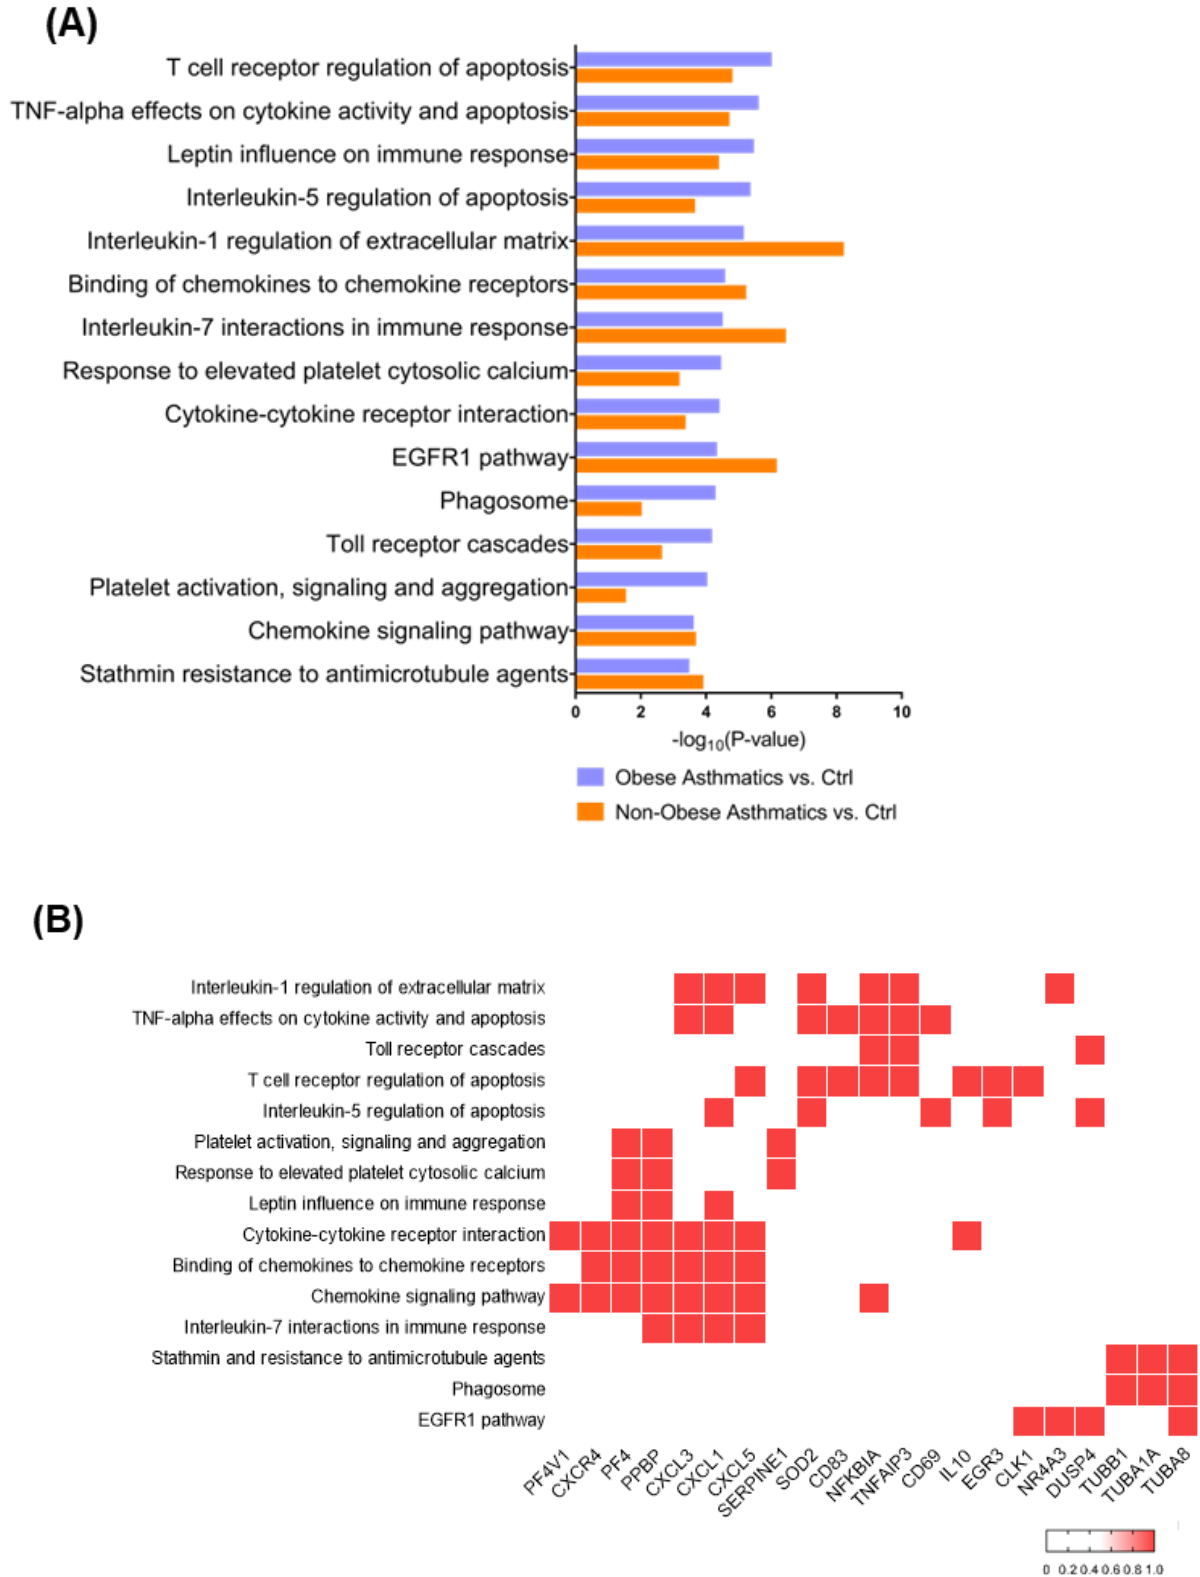 (A)
T cell receptor regulation of apoptosis
TNF-alpha effects on cytokine activity and apoptosis
Leptin influence on immune response
Interleukin-5 regulation of apoptosis
Interleukin-1 regulation of extracellular matrix
Binding of chemokines to chemokine receptors
Interleukin-7 interactions in immune response
Response to elevated platelet cytosolic calcium
Cytokine-cytokine receptor interaction
EGFR1 pathway
Phagosome
Toll receptor cascades
Platelet activation, signaling and aggregation
Chemokine signaling pathway
Stathmin resistance to antimicrotubule agents
0 2 4 6 8 10
-log10(P-value)
Obese Asthmatics vs. Ctrl
Non-Obese Asthmatics vs. Ctrl
(B)
Interleukin-1 regulation of extracellular matrix
TNF-alpha effects on cytokine activity and apoptosis
Toll receptor cascades
T cell receptor regulation of apoptosis
Interleukin-5 regulation of apoptosis
Platelet activation, signaling and aggregation
Response to elevated platelet cytosolic calcium
Leptin influence on immune response
Cytokine-cytokine receptor interaction
Binding of chemokines to chemokine receptors
Chemokine signaling pathway
Interleukin-7 interactions in immune response
Stathmin and resistance to antimicrotubule agents
Phagosome
EGFR1 pathway
PF4V1 CXCR4 PF4 PPBP CXCL3 CXCL1 CXCL5 SERPINE1 SOD2 CD83 NFKBIA TNFAIP3 CD69 IL10 EGR3 CLK1 NR4A3 DUSP4 TUBB1 TUBA1A TUBA8
0 0.2 0.4 0.6 0.8 1.0